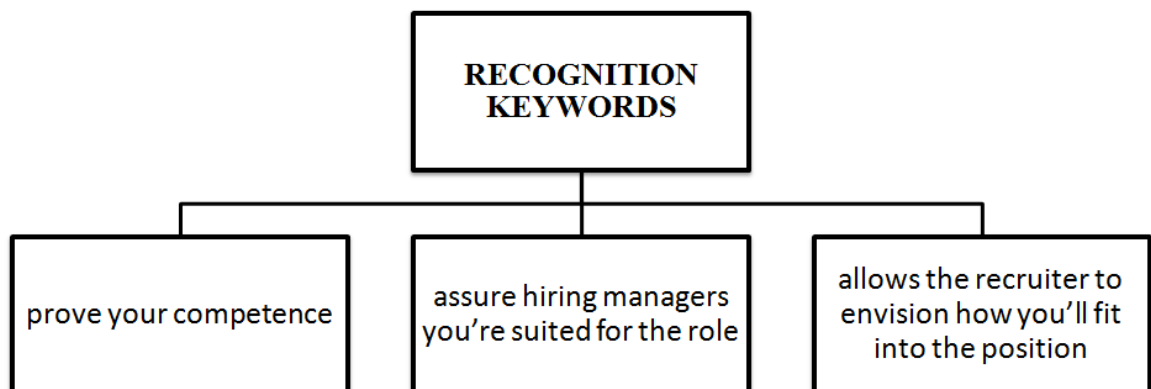 RECOGNITION
KEYWORDS
prove your competence
assure hiring managers
you're suited for the role
allows the recruiter to
envision how you'll fit
into the position